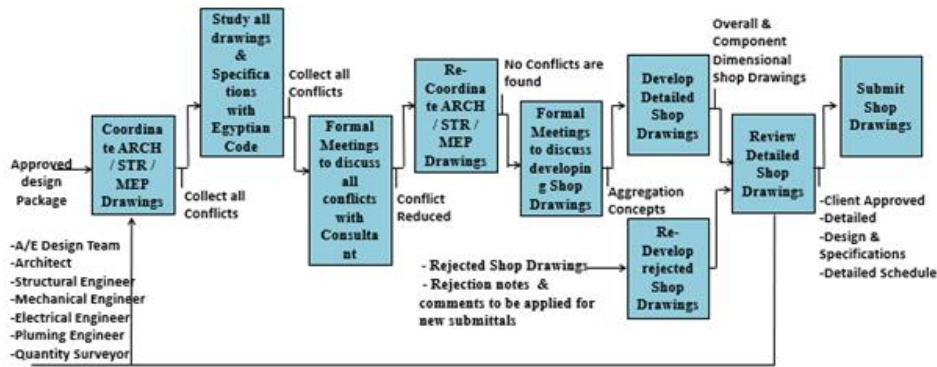 Approved
design
Package
Coordina
te ARCH
/ STR /
MEP
Drawings
Collect all
Conflicts
Study all
drawings
&
Specifica
tions
with
Egyptian
Code
Collect all
Conflicts
Formal
Meetings to
discuss all
conflicts
with
Consulta
nt
Conflict
Reduced
Re-
Coordina
te ARCH
/ STR /
MEP
Drawings
No Conflicts are
found
Formal
Meetings to
discuss
developin
g Shop
Drawings
Aggregation
Concepts
Develop
Detailed
Shop
Drawings
Overall &
Component
Dimensional
Shop Drawings
Review
Detailed
Shop
Drawings
Submit
Shop
Drawings
-Client Approved
-Detailed
-Design &
Specifications
-Detailed Schedule
- Rejected Shop Drawings
- Rejection notes &
comments to be applied for
new submittals
Re-
Develop
rejected
Shop
Drawings
-A/E Design Team
-Architect
-Structural Engineer
-Mechanical Engineer
-Electrical Engineer
-Pluming Engineer
-Quantity Surveyor